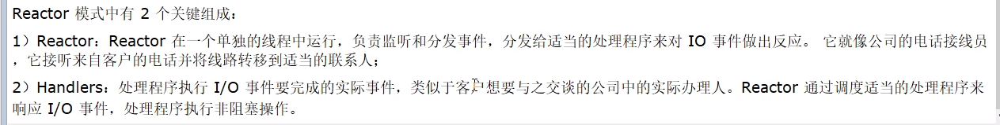 Reactor 模式中有 2 个关键组成：
1）Reactor：Reactor 在一个单独的线程中运行，负责监听和分发事件，分发给适当的处理程序来对 IO 事件做出反应。 它就像公司的电话接线员
，它接听来自客户的电话并将线路转移到适当的联系人；
2）Handlers：处理程序执行 I/O 事件要完成的实际事件，类似于客户想要与之交谈的公司中的实际办理人。Reactor 通过调度适当的处理程序来
响应 I/O 事件，处理程序执行非阻塞操作。